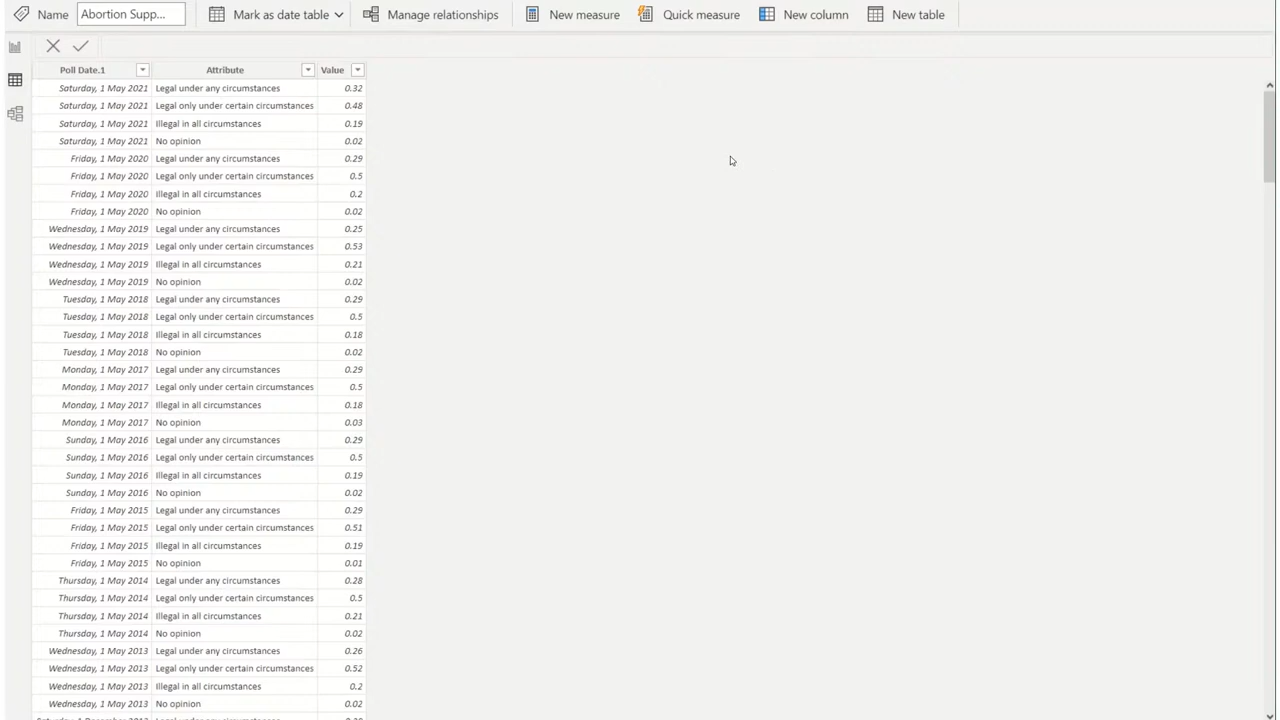 Name Abortion Supp... Mark as date table Manage relationships New measure Quick measure New column New table
Poll Date.1 Attribute Value
Saturday, 1 May 2021 Legal under any circumstances 0.32
Saturday, 1 May 2021 Legal only under certain circumstances 0.48
Saturday, 1 May 2021 Illegal in all circumstances 0.19
Saturday, 1 May 2021 No opinion 0.02
Friday, 1 May 2020 Legal under any circumstances 0.29
Friday, 1 May 2020 Legal only under certain circumstances 0.5
Friday, 1 May 2020 Illegal in all circumstances 0.2
Friday, 1 May 2020 No opinion 0.02
Wednesday, 1 May 2019 Legal under any circumstances 0.25
Wednesday, 1 May 2019 Legal only under certain circumstances 0.53
Wednesday, 1 May 2019 Illegal in all circumstances 0.21
Wednesday, 1 May 2019 No opinion 0.02
Tuesday, 1 May 2018 Legal under any circumstances 0.29
Tuesday, 1 May 2018 Legal only under certain circumstances 0.5
Tuesday, 1 May 2018 Illegal in all circumstances 0.18
Tuesday, 1 May 2018 No opinion 0.02
Monday, 1 May 2017 Legal under any circumstances 0.29
Monday, 1 May 2017 Legal only under certain circumstances 0.5
Monday, 1 May 2017 Illegal in all circumstances 0.18
Monday, 1 May 2017 No opinion 0.03
Sunday, 1 May 2016 Legal under any circumstances 0.29
Sunday, 1 May 2016 Legal only under certain circumstances 0.5
Sunday, 1 May 2016 Illegal in all circumstances 0.19
Sunday, 1 May 2016 No opinion 0.02
Friday, 1 May 2015 Legal under any circumstances 0.29
Friday, 1 May 2015 Legal only under certain circumstances 0.51
Friday, 1 May 2015 Illegal in all circumstances 0.19
Friday, 1 May 2015 No opinion 0.01
Thursday, 1 May 2014 Legal under any circumstances 0.28
Thursday, 1 May 2014 Legal only under certain circumstances 0.5
Thursday, 1 May 2014 Illegal in all circumstances 0.21
Thursday, 1 May 2014 No opinion 0.02
Wednesday, 1 May 2013 Legal under any circumstances 0.26
Wednesday, 1 May 2013 Legal only under certain circumstances 0.52
Wednesday, 1 May 2013 Illegal in all circumstances 0.2
Wednesday, 1 May 2013 No opinion 0.02